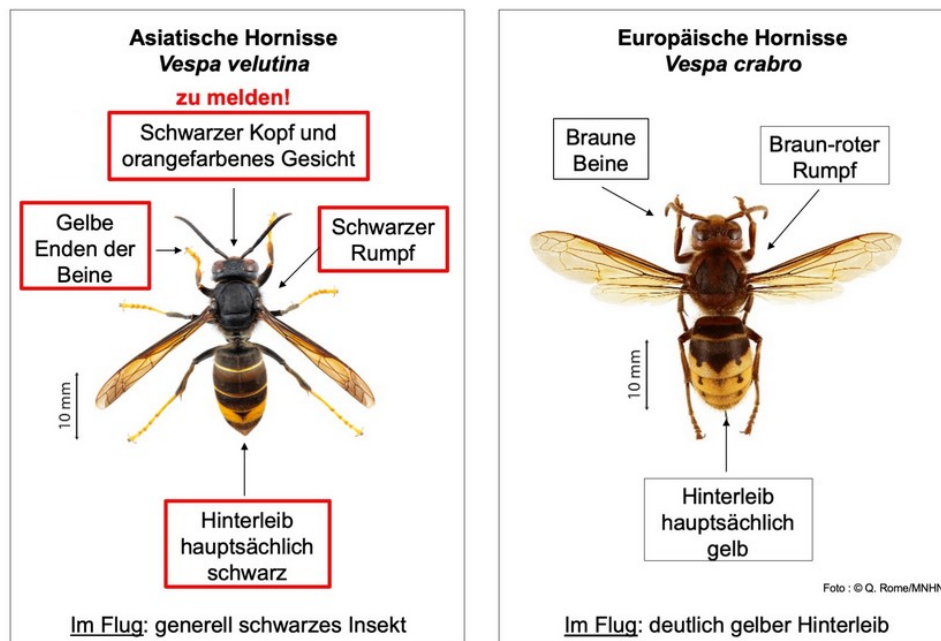 Asiatische Hornisse
Vespa velutina
zu melden!
Schwarzer Kopf und
orangefarbenes Gesicht
Gelbe
Enden der
Beine
Schwarzer
Rumpf
10 mm
Hinterleib
hauptsächlich
schwarz
Im Flug: generell schwarzes Insekt
Europäische Hornisse
Vespa crabro
Braune
Beine
Braun-roter
Rumpf
10 mm
Hinterleib
hauptsächlich
gelb
Foto : © Q. Rome/MNHN
Im Flug: deutlich gelber Hinterleib